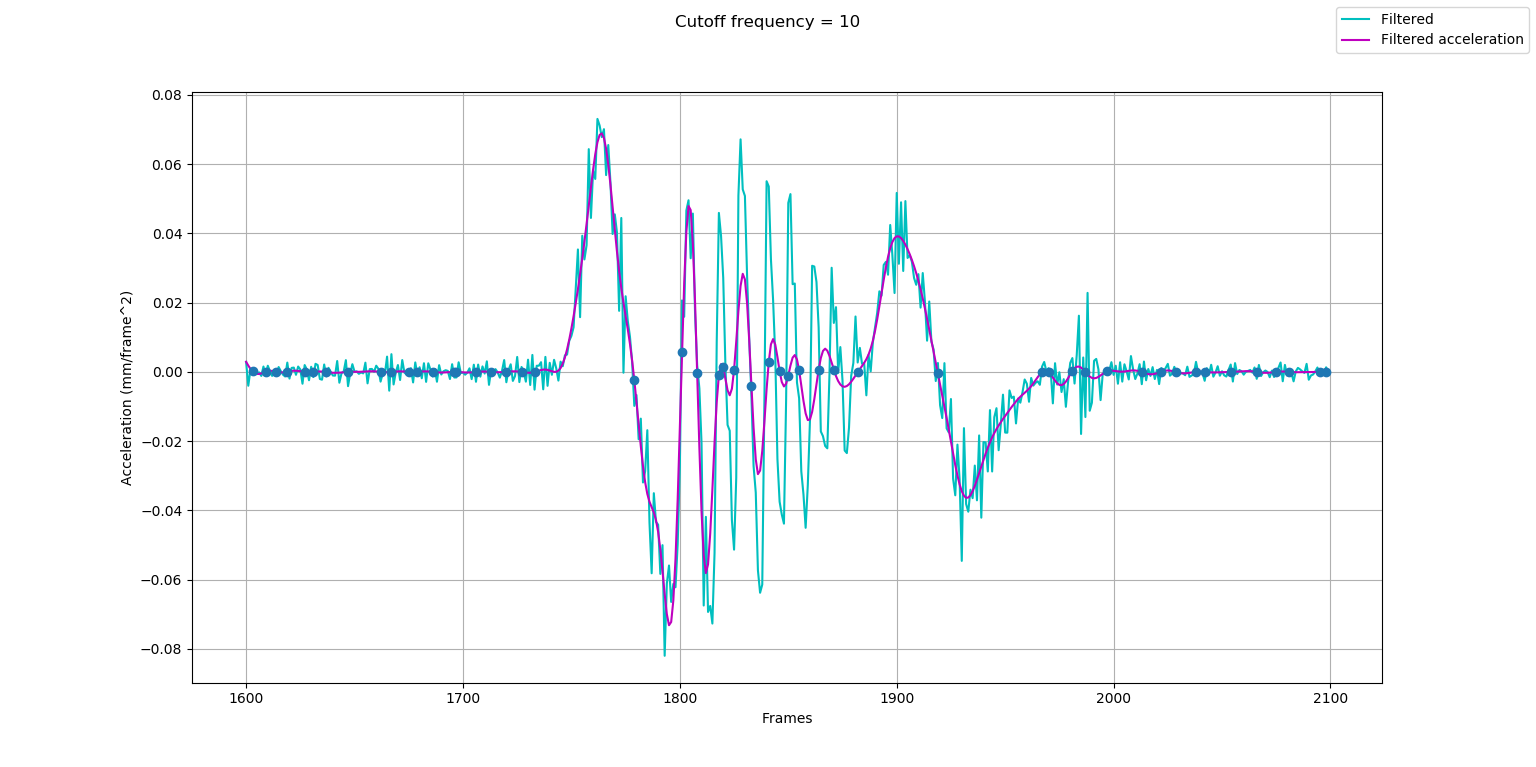 Cutoff frequency = 10
Filtered
Filtered acceleration
0.08
0.06
0.04
0.02
0.00
−0.02
−0.04
−0.06
−0.08
Acceleration (mm/frame^2)
1600 1700 1800 1900 2000 2100
Frames